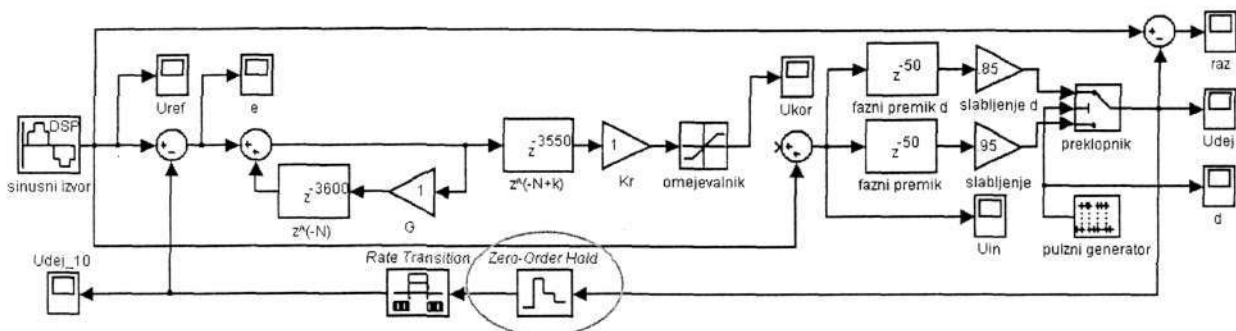 raz
Uref
e
Ukor
z-50
.85
fazni premik d
slabljenje d
DSP
sinusni izvor
z-3550
z^(-N+k)
1
Kr
omejevalnik
z-50
fazni premik
95
slabljenje
preklopnik
Udej
z-3600
z^(-N)
1
G
Uin
pulzni generator
d
Udej_10
Rate Transition
Zero-Order Hold